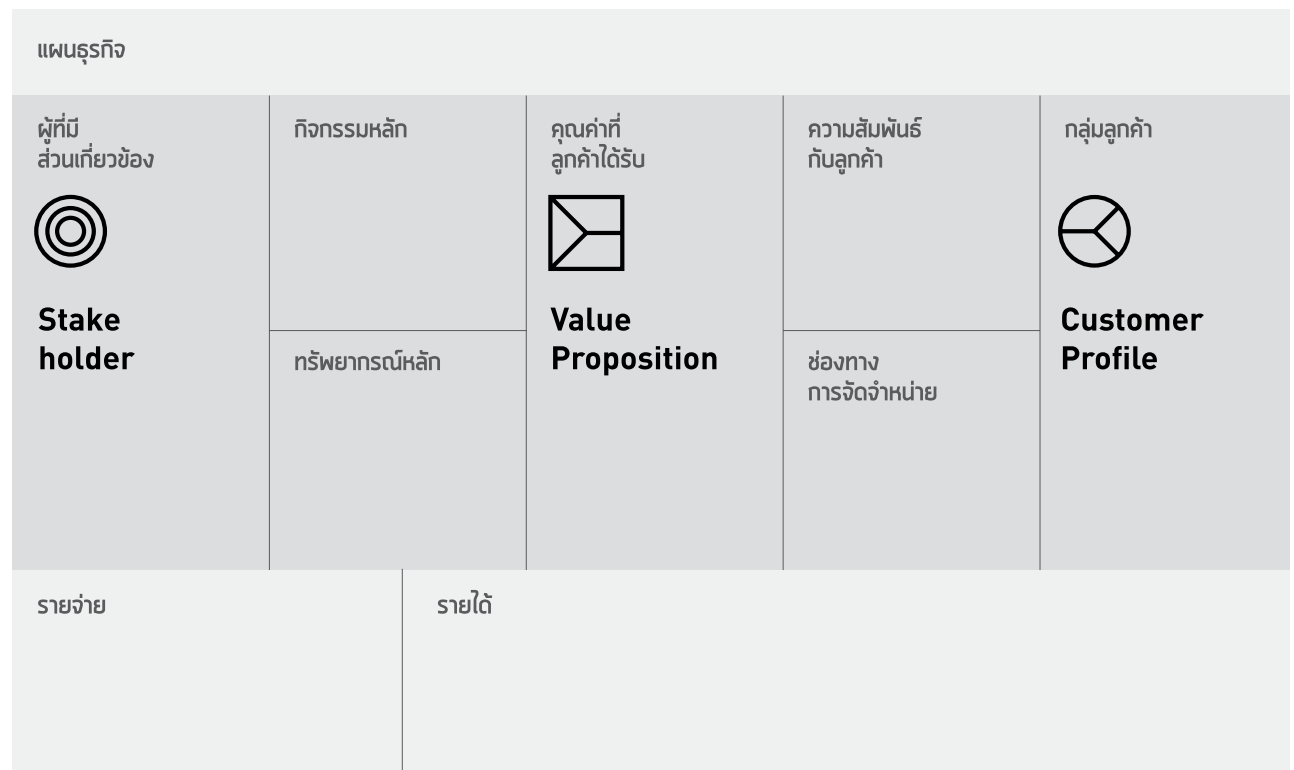 แผนธุรกิจ
ผู้ที่มี
ส่วนเกี่ยวข้อง
Stake
holder
กิจกรรมหลัก
ทรัพยากรณ์หลัก
คุณค่าที่
ลูกค้าได้รับ
Value
Proposition
ความสัมพันธ์
กับลูกค้า
ช่องทาง
การจัดจำหน่าย
กลุ่มลูกค้า
Customer
Profile
รายจ่าย
รายได้